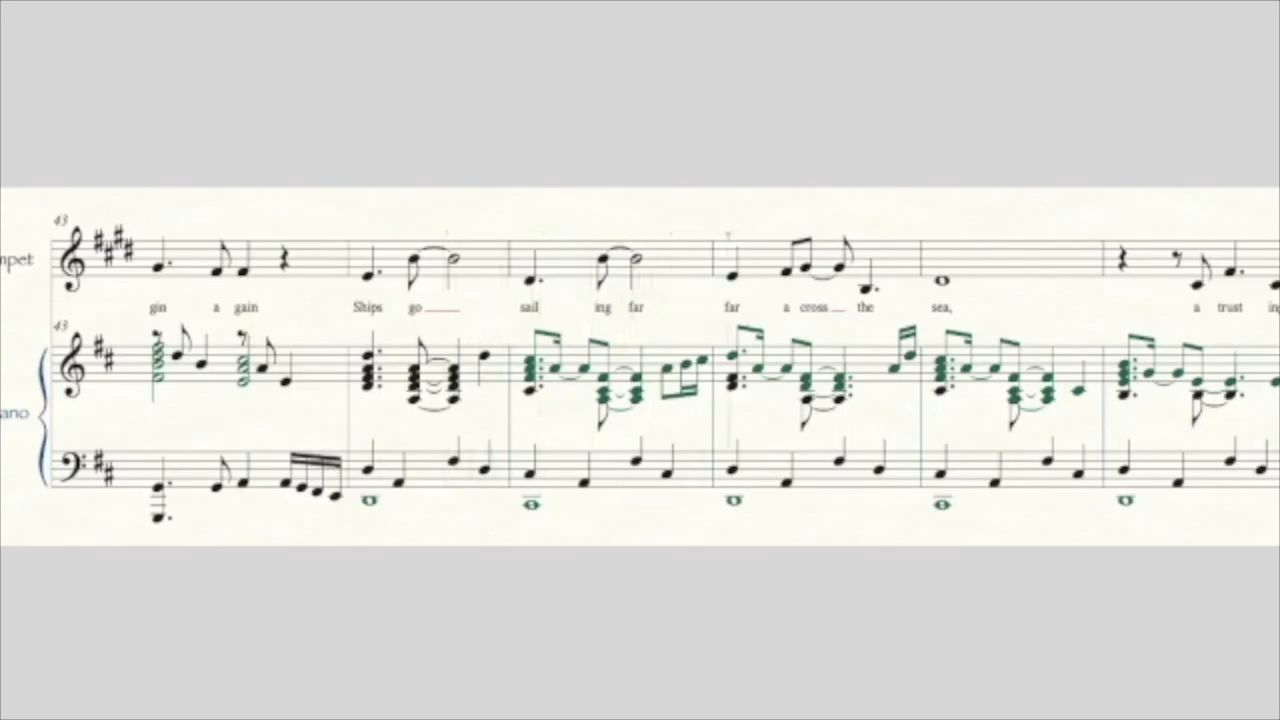 43
mpet
gin a gain Ships go sail ing far far a cross the sea, a trust in
43
ano